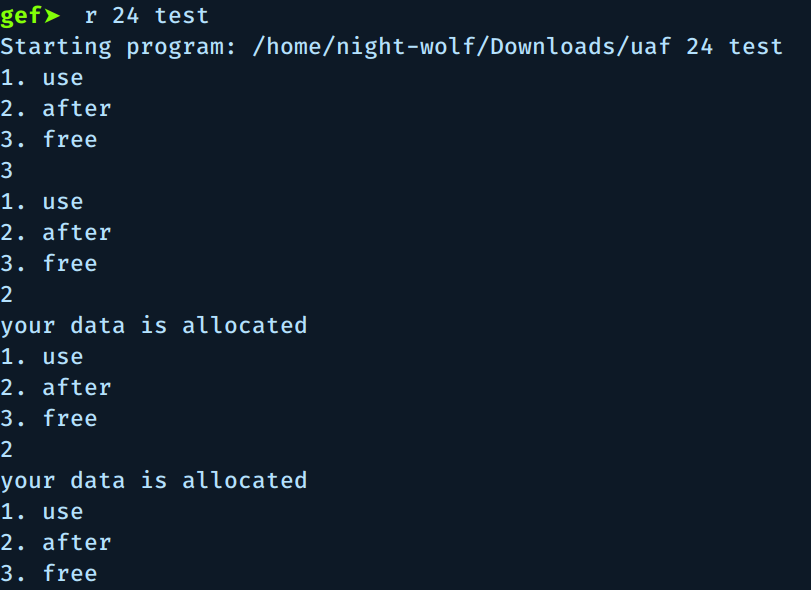 gef➤  r 24 test
Starting program: /home/night-wolf/Downloads/uaf 24 test
1. use
2. after
3. free
3
1. use
2. after
3. free
2
your data is allocated
1. use
2. after
3. free
2
your data is allocated
1. use
2. after
3. free